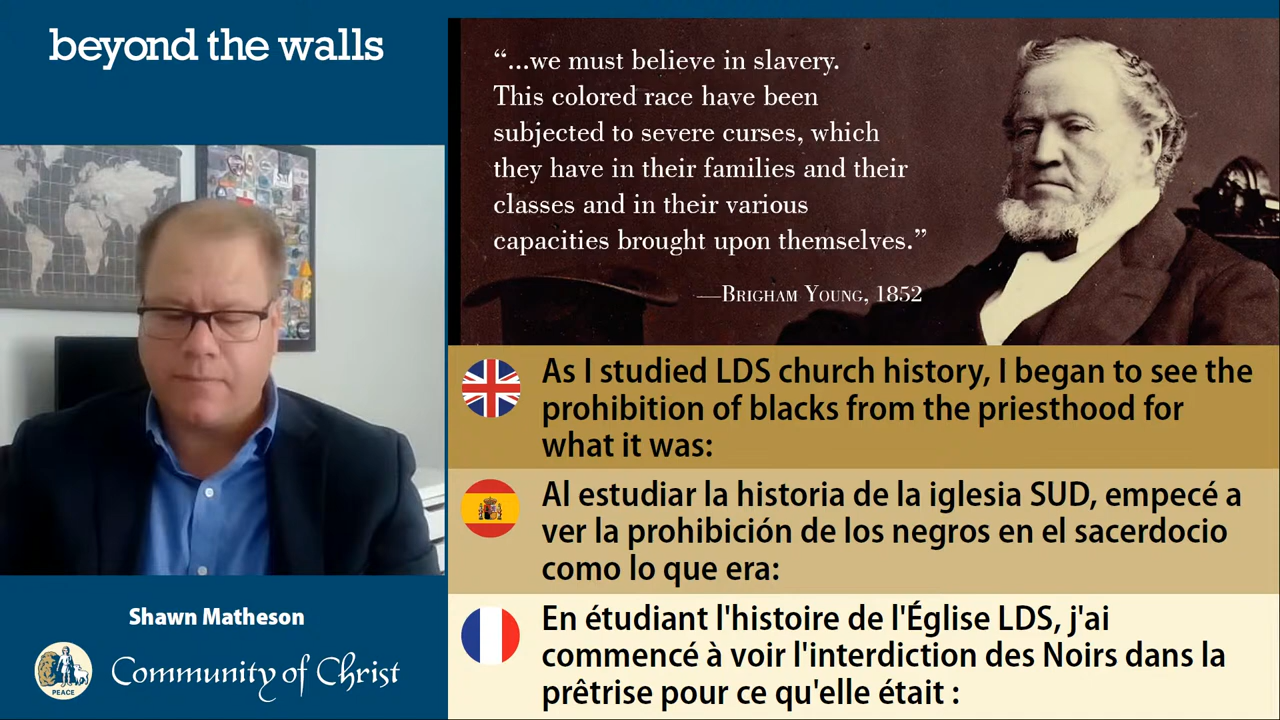 beyond the walls
“...we must believe in slavery.
This colored race have been
subjected to severe curses, which
they have in their families and their
classes and in their various
capacities brought upon themselves.”
—Brigham Young, 1852
As I studied LDS church history, I began to see the
prohibition of blacks from the priesthood for
what it was:
Al estudiar la historia de la iglesia SUD, empecé a
ver la prohibición de los negros en el sacerdocio
como lo que era:
En étudiant l'histoire de l'Église LDS, j'ai
commencé à voir l'interdiction des Noirs dans la
prêtrise pour ce qu'elle était :
Shawn Matheson
PEACE
Community of Christ